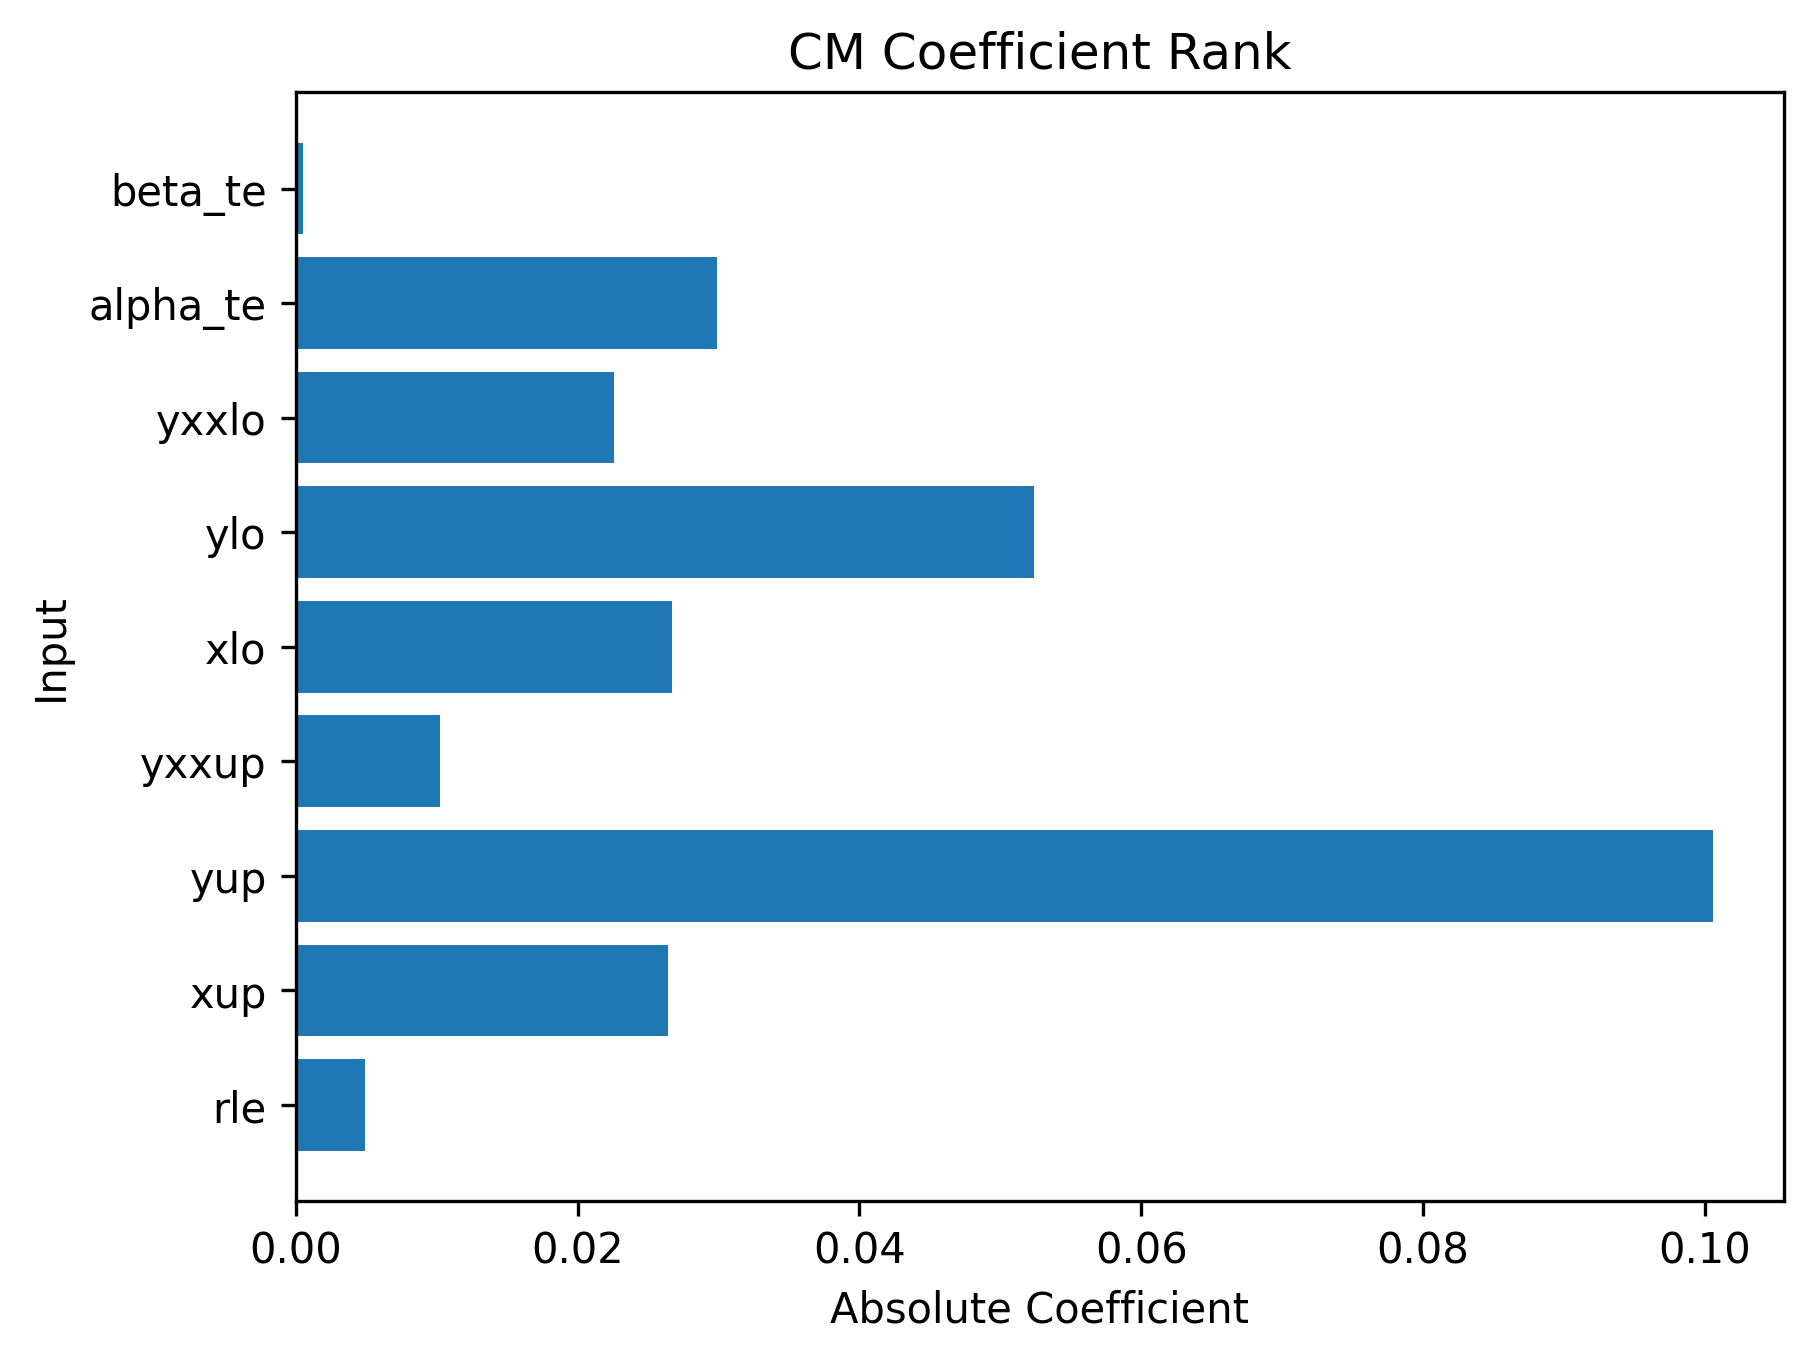 CM Coefficient Rank
beta_te
alpha_te
yxxlo
ylo
xlo
yxxup
yup
xup
rle
Input
0.00 0.02 0.04 0.06 0.08 0.10
Absolute Coefficient